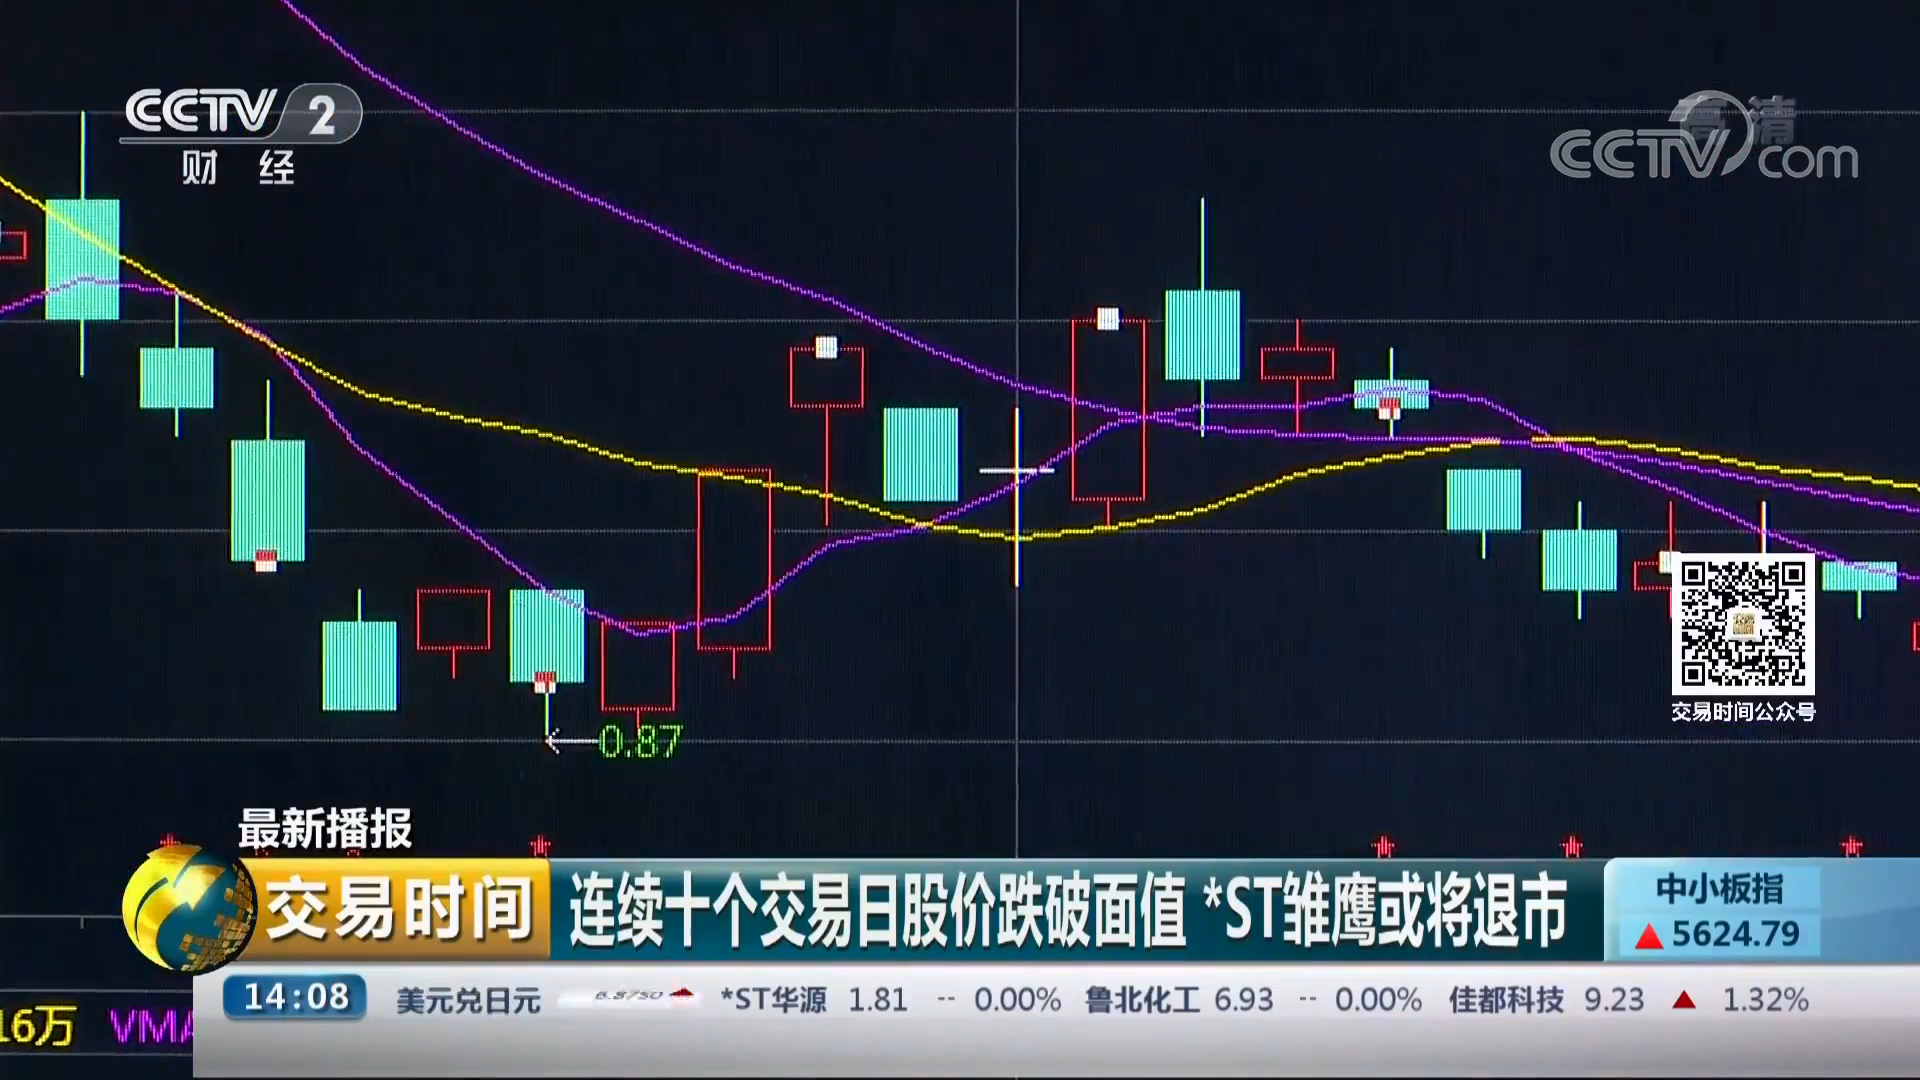 CCTV 2
财 经
高清
CCTV com
0.87
交易时间公众号
最新播报
交易时间
连续十个交易日股价跌破面值 *ST雏鹰或将退市
中小板指
5624.79
14:08
美元兑日元
*ST华源 1.81 -- 0.00% 鲁北化工 6.93 -- 0.00% 佳都科技 9.23 ▲ 1.32%
16万 VMA